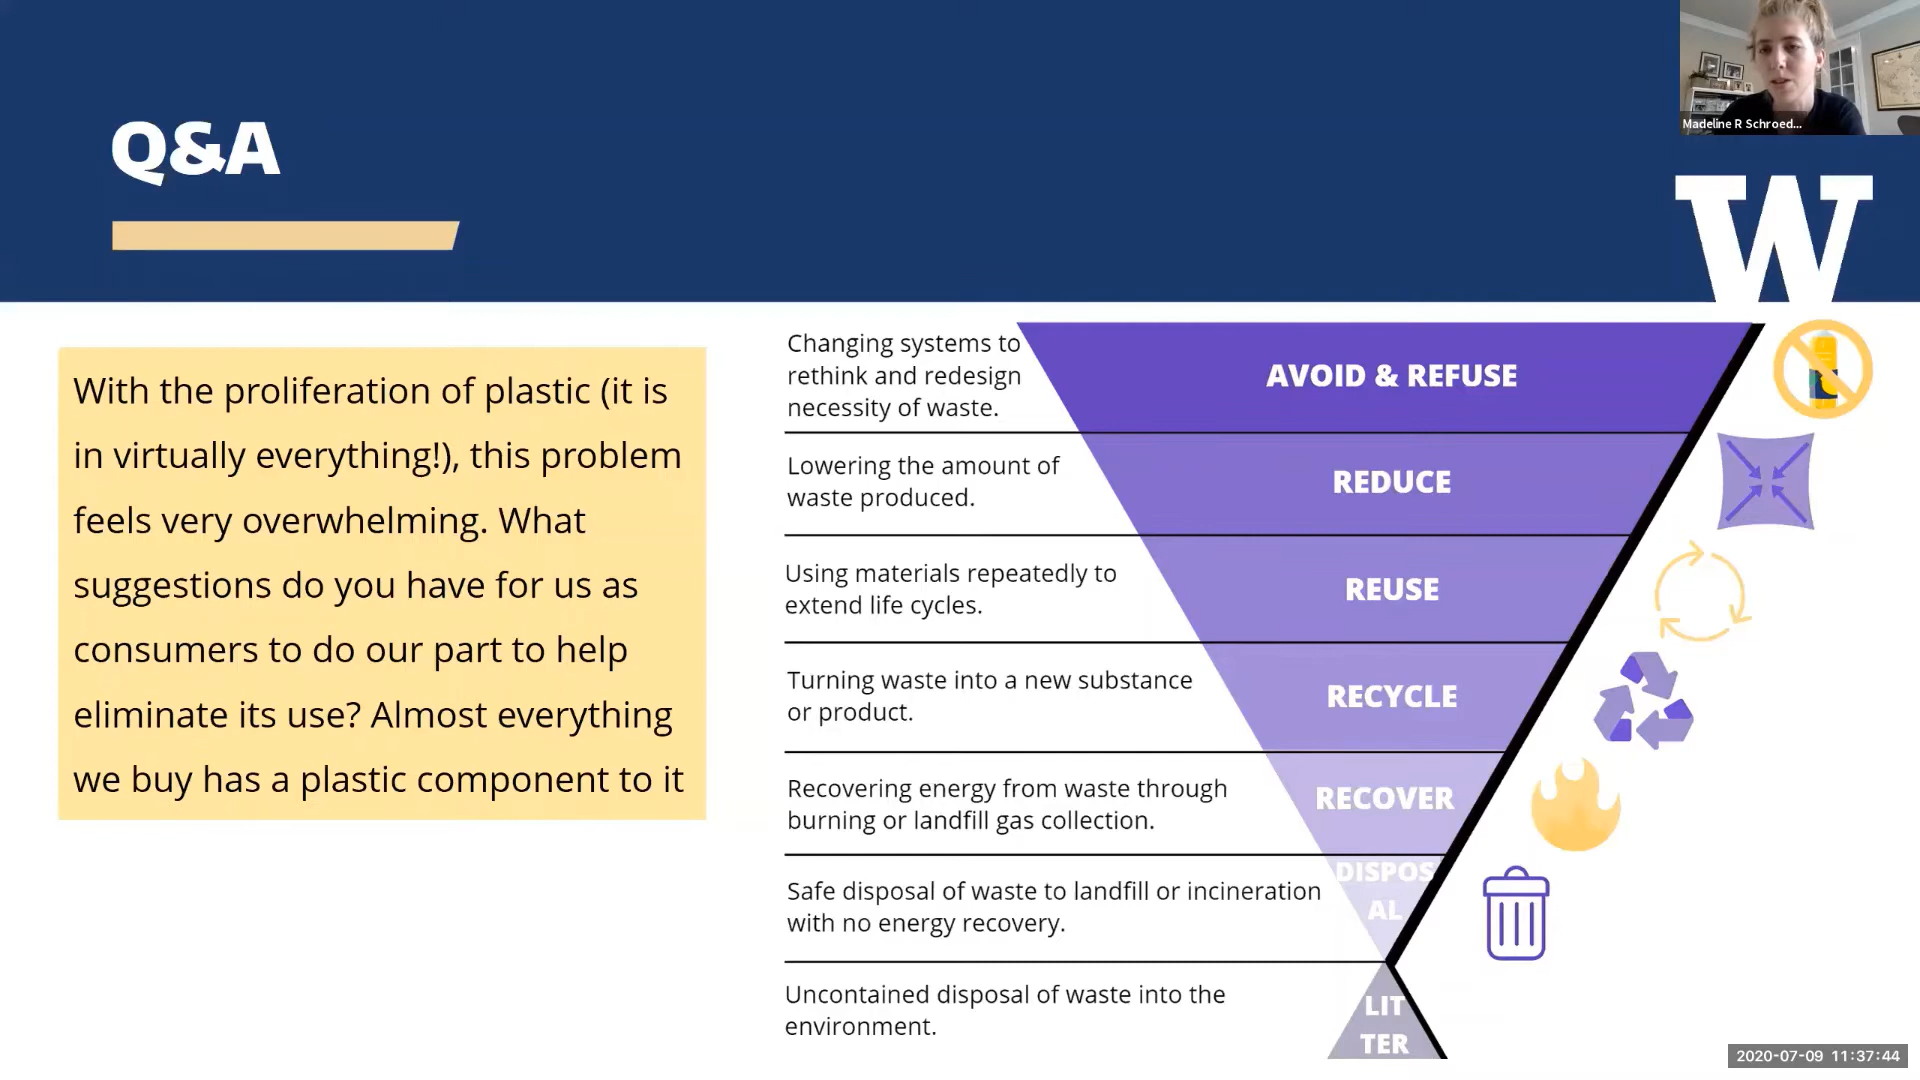 Madeline R Schroed...
Q&A
W
With the proliferation of plastic (it is
in virtually everything!), this problem
feels very overwhelming. What
suggestions do you have for us as
consumers to do our part to help
eliminate its use? Almost everything
we buy has a plastic component to it
Changing systems to
rethink and redesign
necessity of waste.
AVOID & REFUSE
Lowering the amount of
waste produced.
REDUCE
Using materials repeatedly to
extend life cycles.
REUSE
Turning waste into a new substance
or product.
RECYCLE
Recovering energy from waste through
burning or landfill gas collection.
RECOVER
Safe disposal of waste to landfill or incineration
with no energy recovery.
DISPOS
AL
Uncontained disposal of waste into the
environment.
LIT
TER
2020-07-09 11:37:44